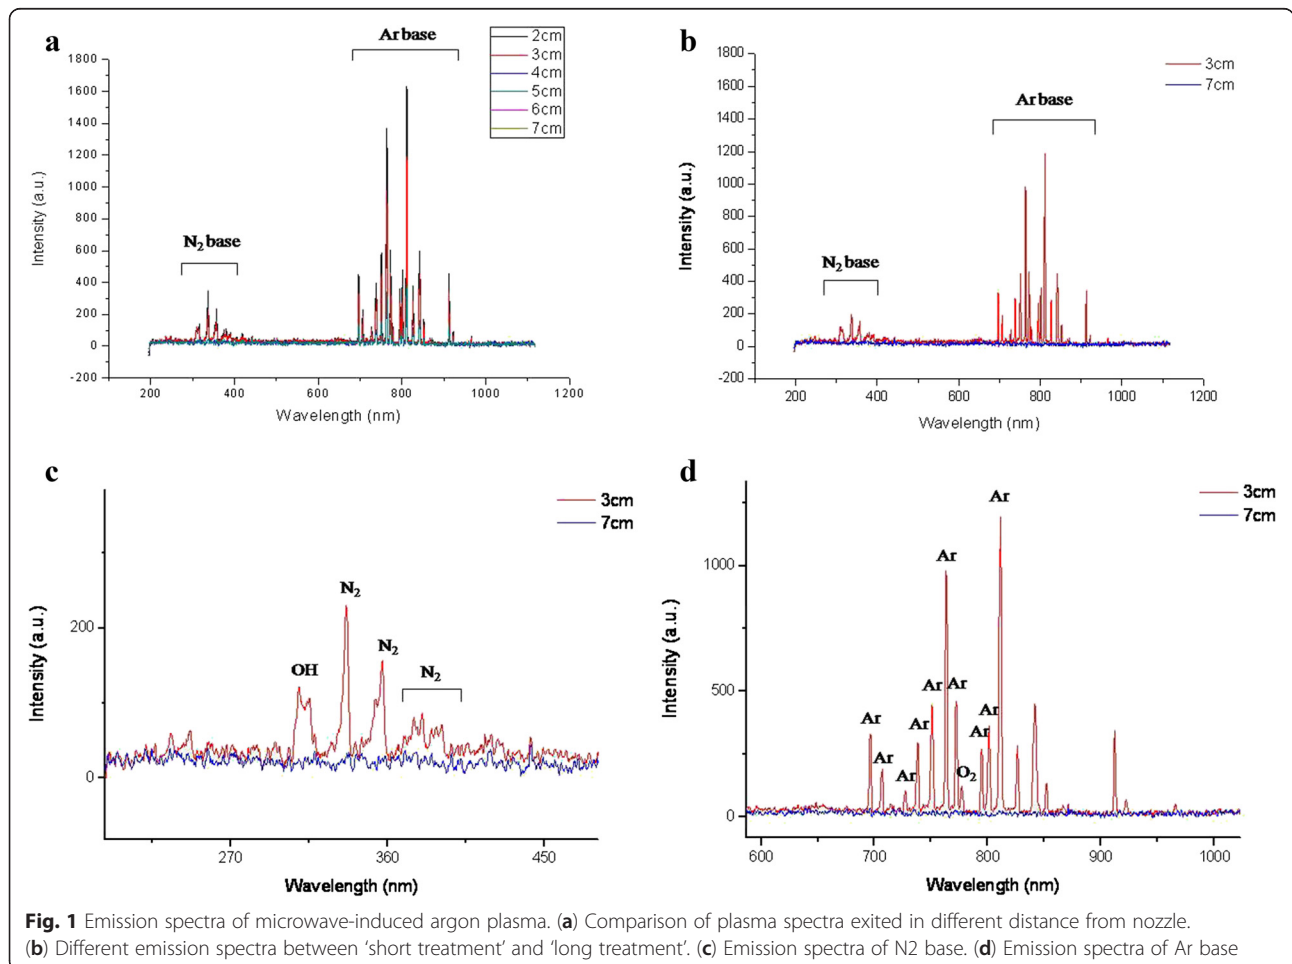 a
Ar base
2cm
3cm
4cm
5cm
6cm
7cm
N2 base
1800
1600
1400
1200
1000
800
600
400
200
0
-200
Intensity (a.u.)
200
400
600
800
1000
1200
Wavelength (nm)
b
3cm
7cm
Ar base
N2 base
1800
1600
1400
1200
1000
800
600
400
200
0
-200
Intensity (a.u.)
200
400
600
800
1000
1200
Wavelength (nm)
c
3cm
7cm
OH
N2
N2
N2
200
0
Intensity (a.u.)
270
360
450
Wavelength (nm)
d
3cm
7cm
Ar
Ar
Ar
Ar
Ar
Ar
Ar
Ar
Ar
Ar
O2
1000
500
0
Intensity (a.u.)
600
700
800
900
1000
Wavelength (nm)
Fig. 1 Emission spectra of microwave-induced argon plasma. (a) Comparison of plasma spectra exited in different distance from nozzle.
(b) Different emission spectra between ‘short treatment’ and ‘long treatment’. (c) Emission spectra of N2 base. (d) Emission spectra of Ar base